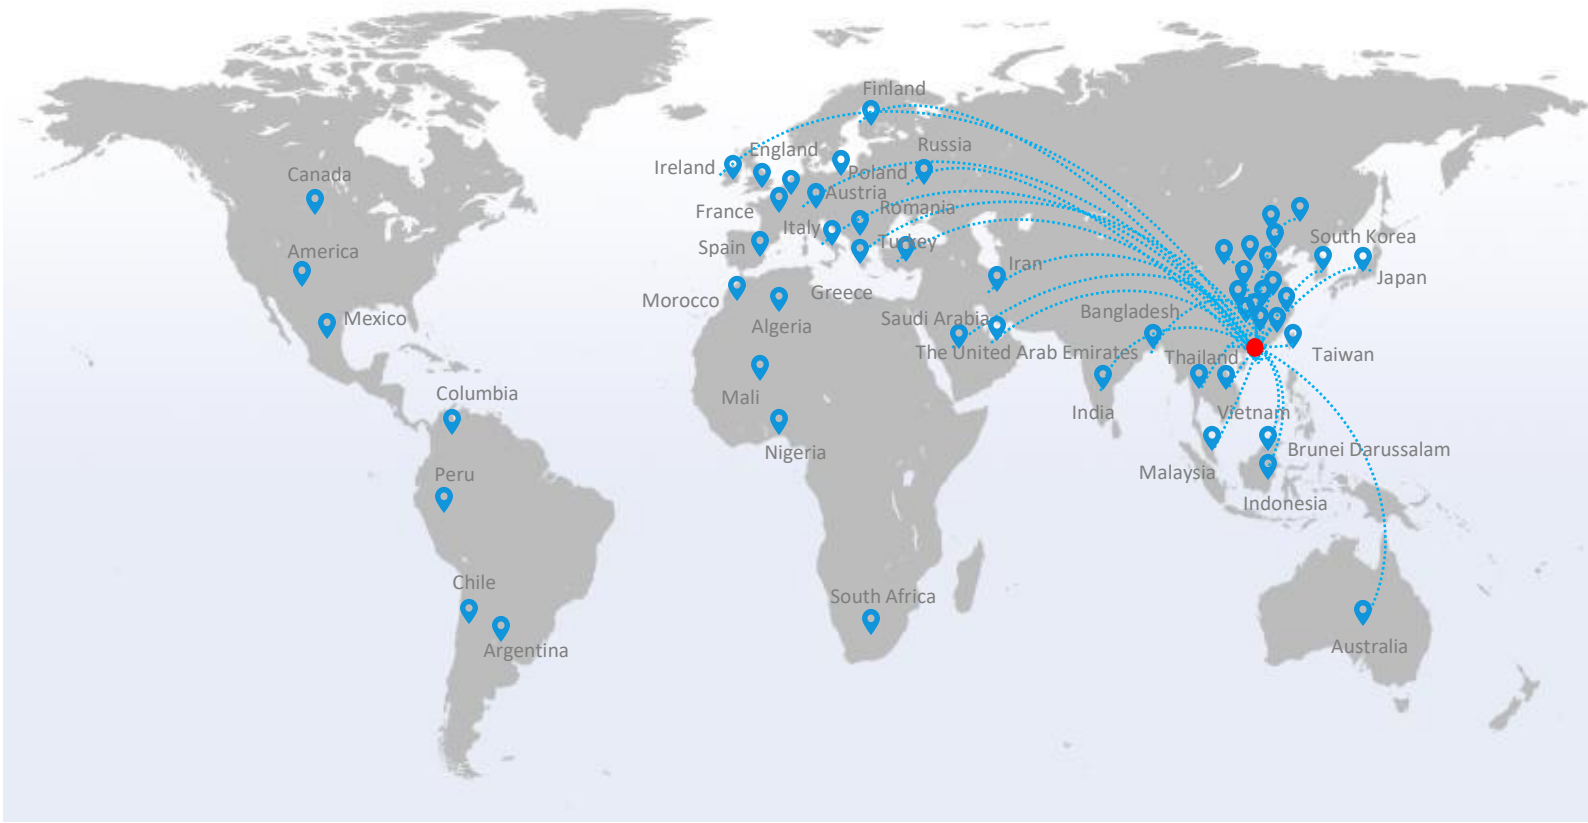 Finland
England
Russia
Ireland
Poland
Canada
Austria
France
Romania
Italy
South Korea
Spain
Turkey
America
Iran
Japan
Morocco
Greece
Mexico
Algeria
Saudi Arabia
Bangladesh
The United Arab Emirates
Thailand
Taiwan
Columbia
Mali
India
Vietnam
Nigeria
Brunei Darussalam
Peru
Malaysia
Indonesia
Chile
South Africa
Argentina
Australia